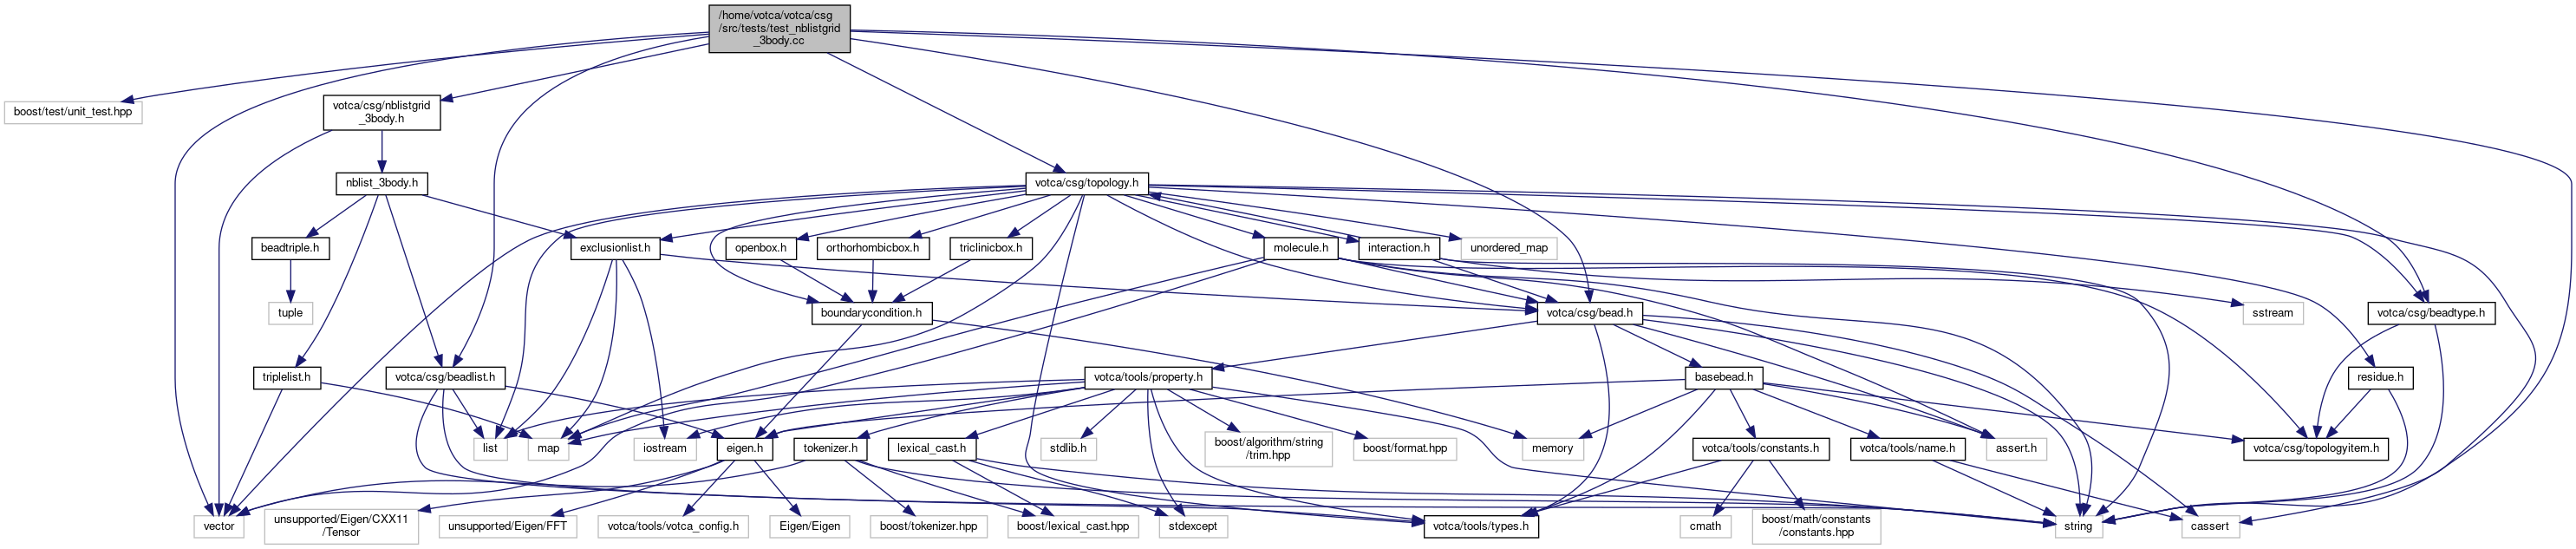 /home/votca/votca/csg
/src/tests/test_nblistgrid
_3body.cc
boost/test/unit_test.hpp
votca/csg/nblistgrid
_3body.h
nblist_3body.h
votca/csg/topology.h
beadtriple.h
exclusionlist.h
openbox.h
orthorhombicbox.h
triclinicbox.h
molecule.h
interaction.h
unordered_map
tuple
boundarycondition.h
votca/csg/bead.h
sstream
votca/csg/beadtype.h
triplelist.h
votca/csg/beadlist.h
votca/tools/property.h
basebead.h
residue.h
list
map
iostream
eigen.h
tokenizer.h
lexical_cast.h
stdlib.h
boost/algorithm/string
/trim.hpp
boost/format.hpp
memory
votca/tools/constants.h
votca/tools/name.h
assert.h
votca/csg/topologyitem.h
vector
unsupported/Eigen/CXX11
/Tensor
unsupported/Eigen/FFT
votca/tools/votca_config.h
Eigen/Eigen
boost/tokenizer.hpp
boost/lexical_cast.hpp
stdexcept
votca/tools/types.h
cmath
boost/math/constants
/constants.hpp
string
cassert